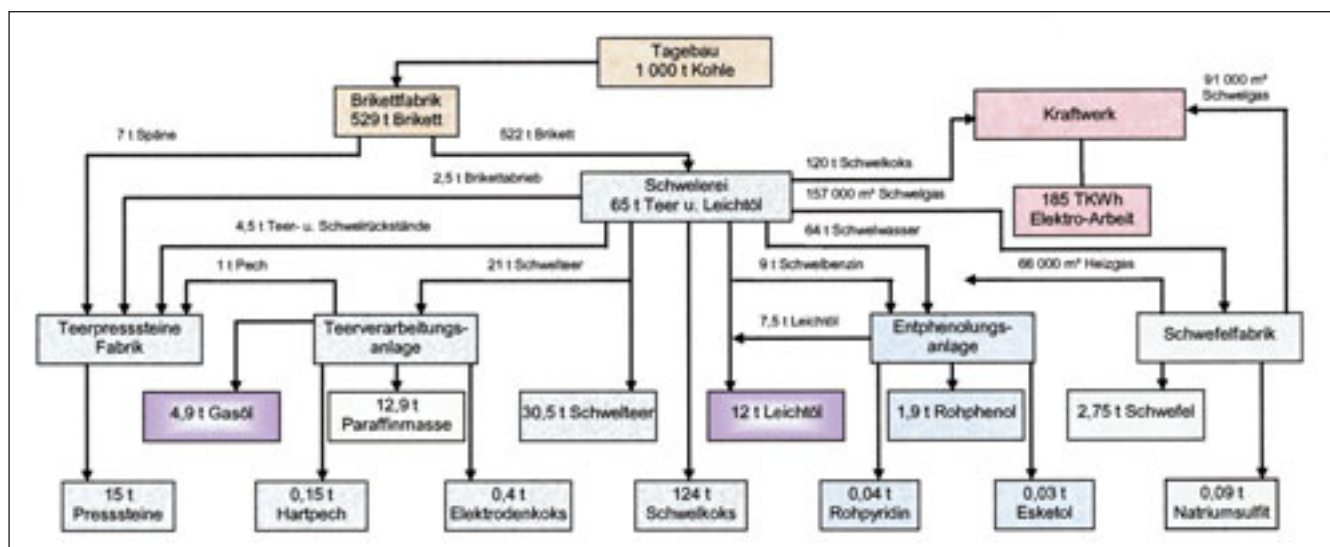 Tagebau
1 000 t Kohle
91 000 m³
Schwelgas
Brikettfabrik
529 t Brikett
Kraftwerk
7 t Späne
522 t Brikett
120 t Schwelkoks
2,5 t Brikettabrieb
Schwelerei
65 t Teer u. Leichtöl
157 000 m³ Schwelgas
185 TKWh
Elektro-Arbeit
4,5 t Teer- u. Schwelrückstände
64 t Schwelwasser
1 t Pech
21 t Schwelteer
9 t Schwelbenzin
66 000 m³ Heizgas
Teerpresssteine
Fabrik
Teerverarbeitungs-
anlage
7,5 t Leichtöl
Entphenolungs-
anlage
Schwefelfabrik
4,9 t Gasöl
12,9 t
Paraffinmasse
30,5 t Schwelteer
12 t Leichtöl
1,9 t Rohphenol
2,75 t Schwefel
15 t
Presssteine
0,15 t
Hartpech
0,4 t
Elektrodenkoks
124 t
Schwelkoks
0,04 t
Rohpyridin
0,03 t
Esketol
0,09 t
Natriumsulfit